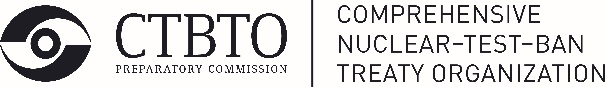 CTBTO
PREPARATORY COMMISSION
COMPREHENSIVE
NUCLEAR-TEST-BAN
TREATY ORGANIZATION